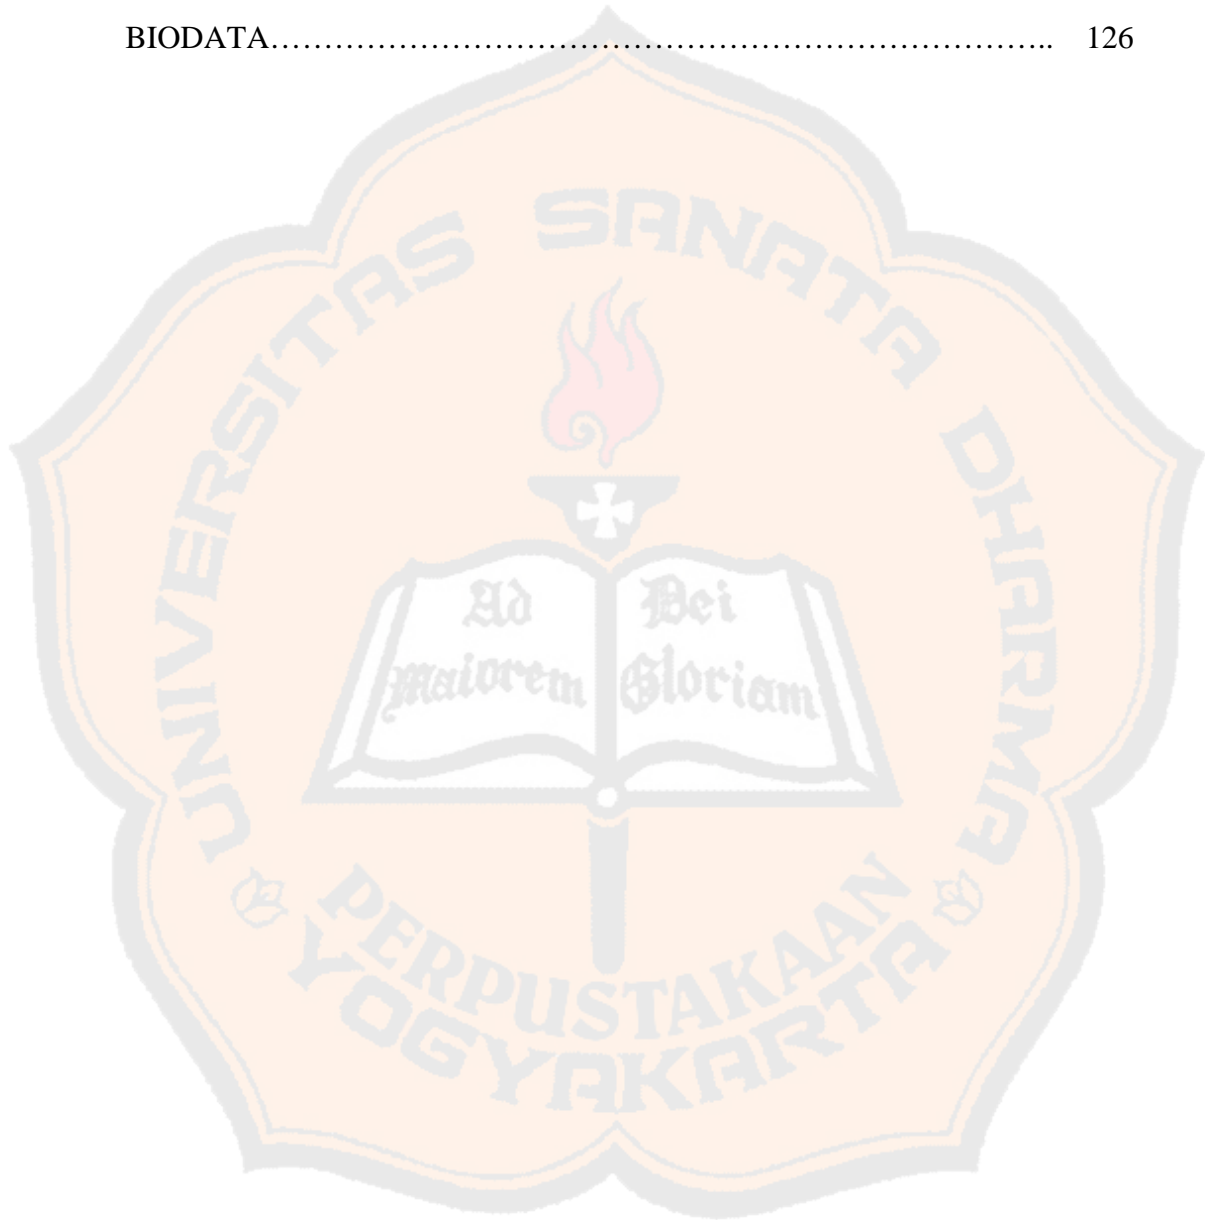 BIODATA……………………………………………………………….. 126
UNIVERSITAS SANATA DHARMA
Ad Dei
Maiorem Gloriam
PERPUSTAKAAN
YOGYAKARTA